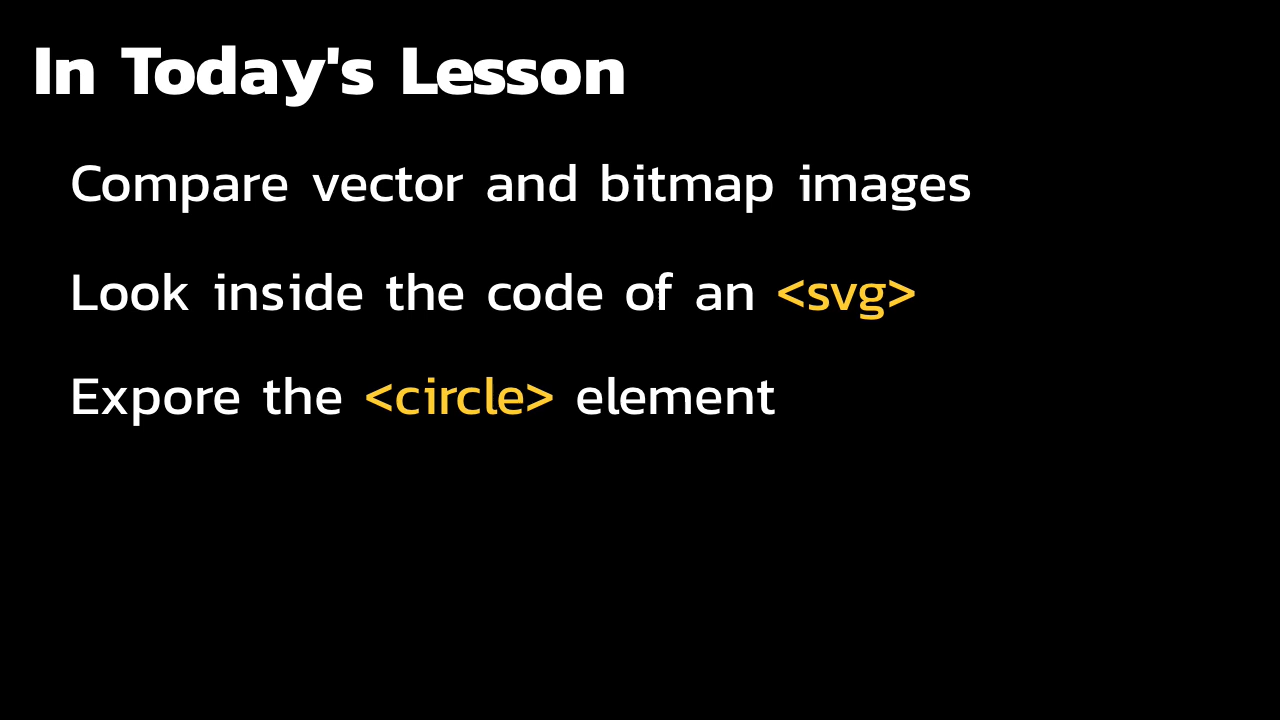 In Today's Lesson
Compare vector and bitmap images
Look inside the code of an <svg>
Expore the <circle> element